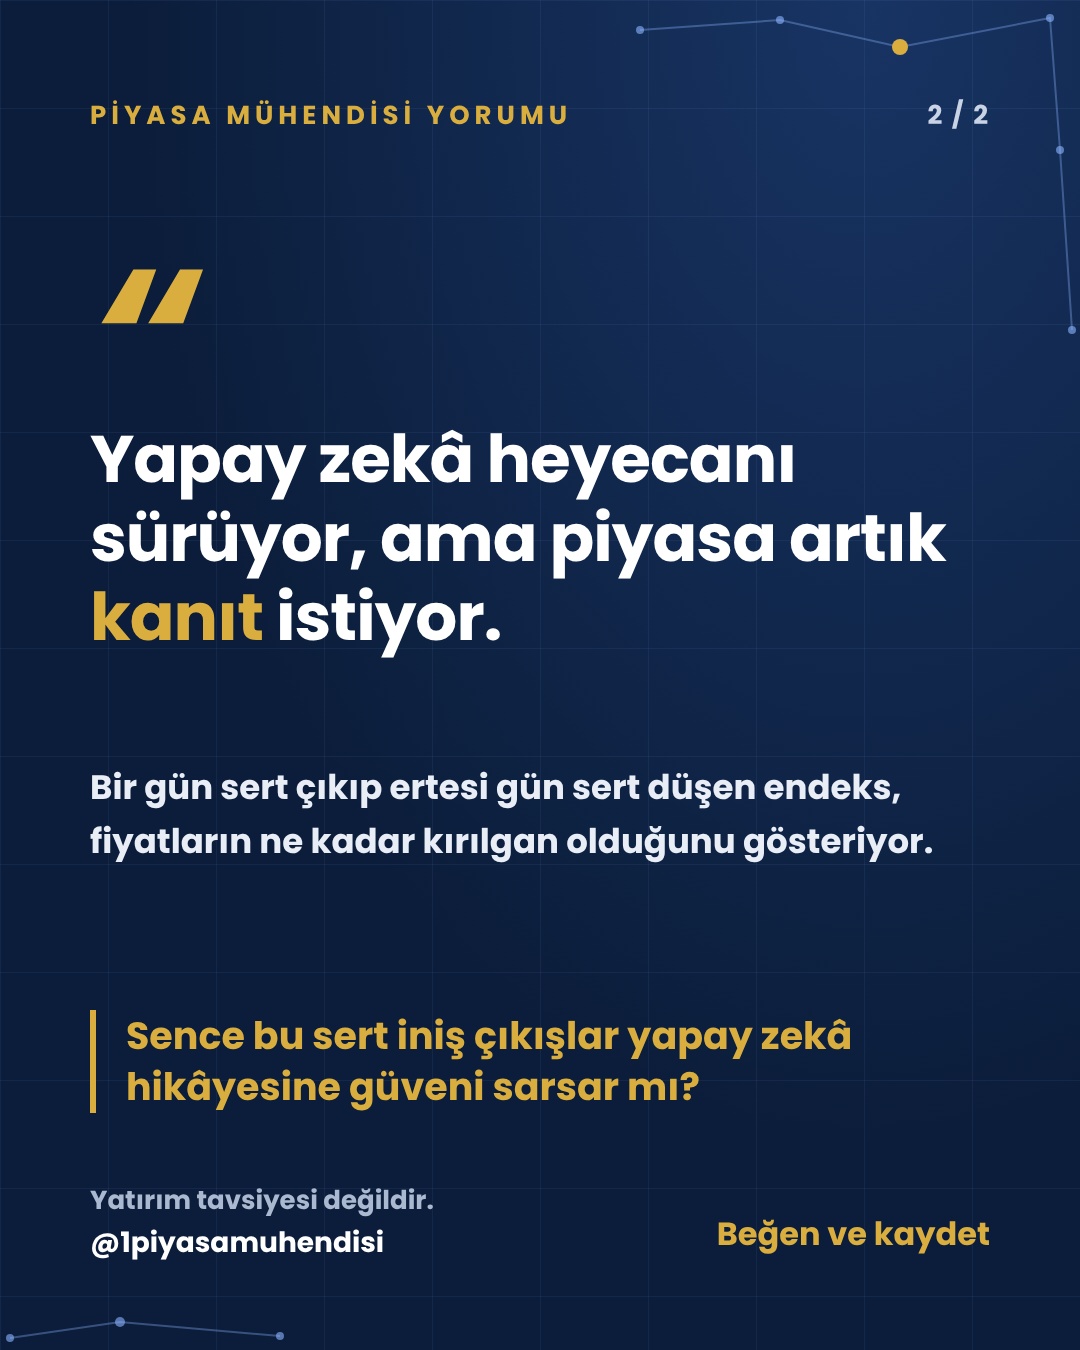 PİYASA MÜHENDİSİ YORUMU
2 / 2
“
Yapay zekâ heyecanı
sürüyor, ama piyasa artık
kanıt istiyor.
Bir gün sert çıkıp ertesi gün sert düşen endeks,
fiyatların ne kadar kırılgan olduğunu gösteriyor.
Sence bu sert iniş çıkışlar yapay zekâ
hikâyesine güveni sarsar mı?
Yatırım tavsiyesi değildir.
@1piyasamuhendisi
Beğen ve kaydet